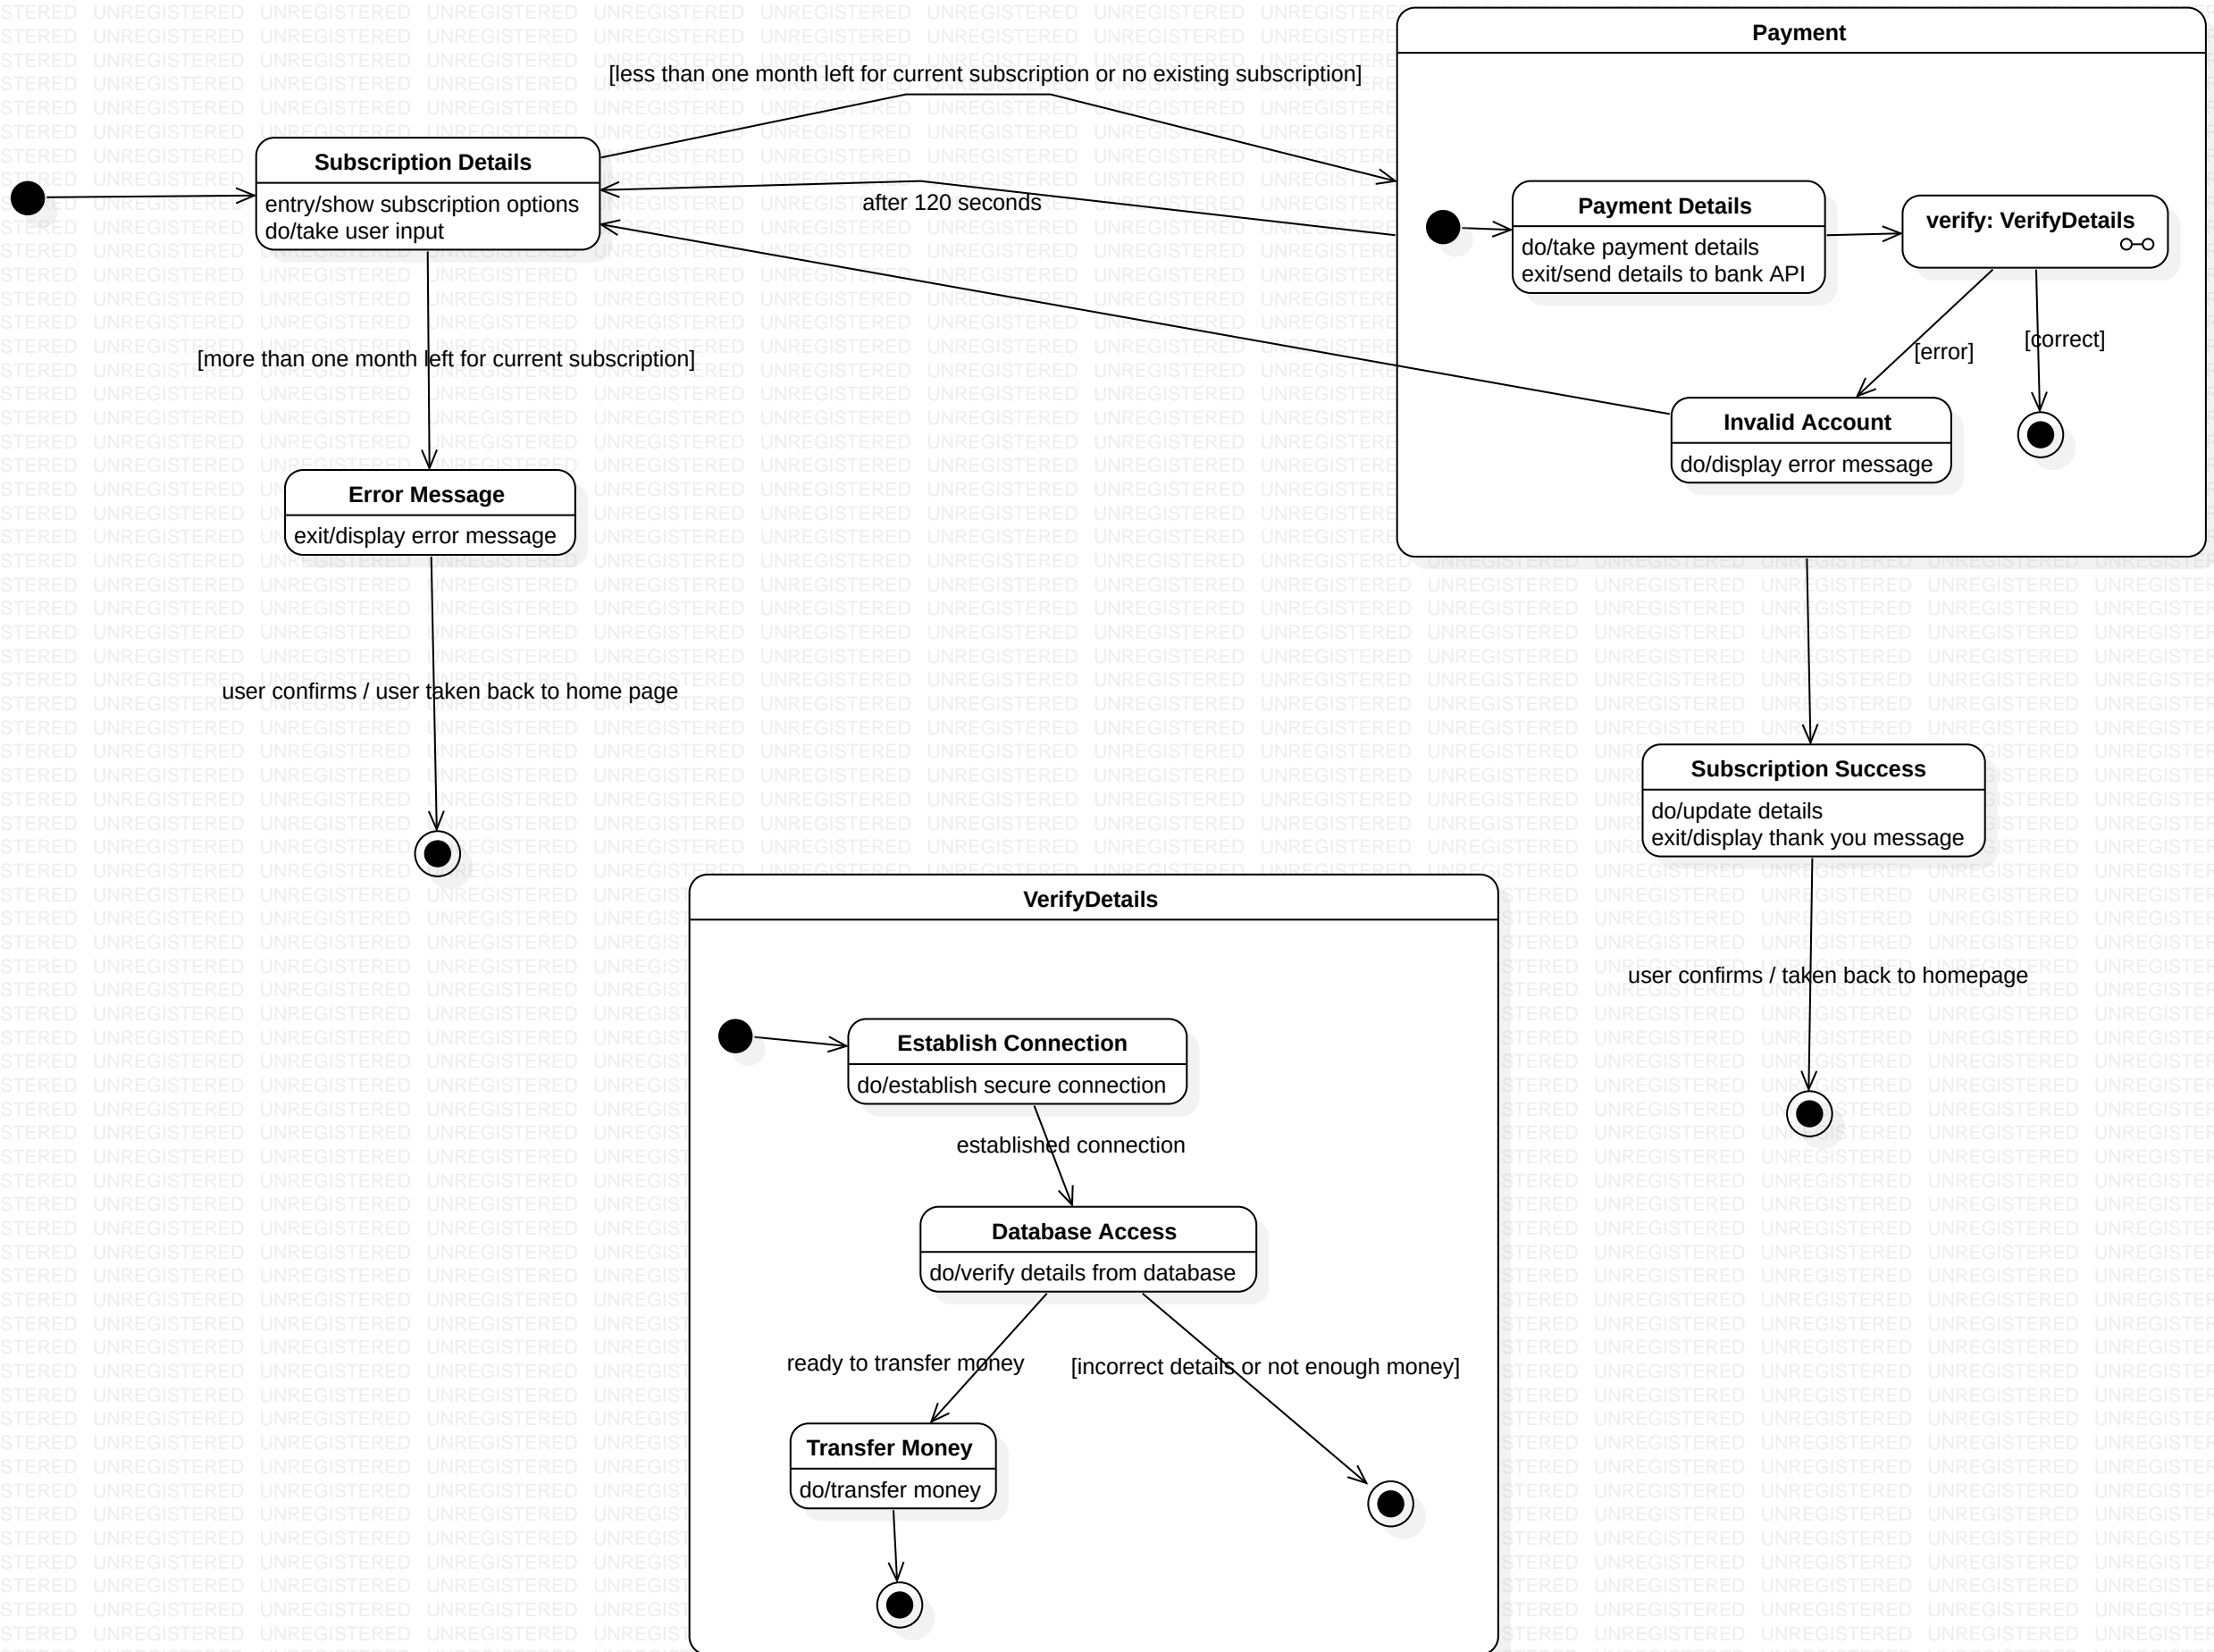 Payment
[less than one month left for current subscription or no existing subscription]
Subscription Details
entry/show subscription options
do/take user input
after 120 seconds
Payment Details
do/take payment details
exit/send details to bank API
verify: VerifyDetails
[error]
[correct]
[more than one month left for current subscription]
Invalid Account
do/display error message
Error Message
exit/display error message
user confirms / user taken back to home page
Subscription Success
do/update details
exit/display thank you message
VerifyDetails
user confirms / taken back to homepage
Establish Connection
do/establish secure connection
established connection
Database Access
do/verify details from database
ready to transfer money
[incorrect details or not enough money]
Transfer Money
do/transfer money
UNREGISTERED